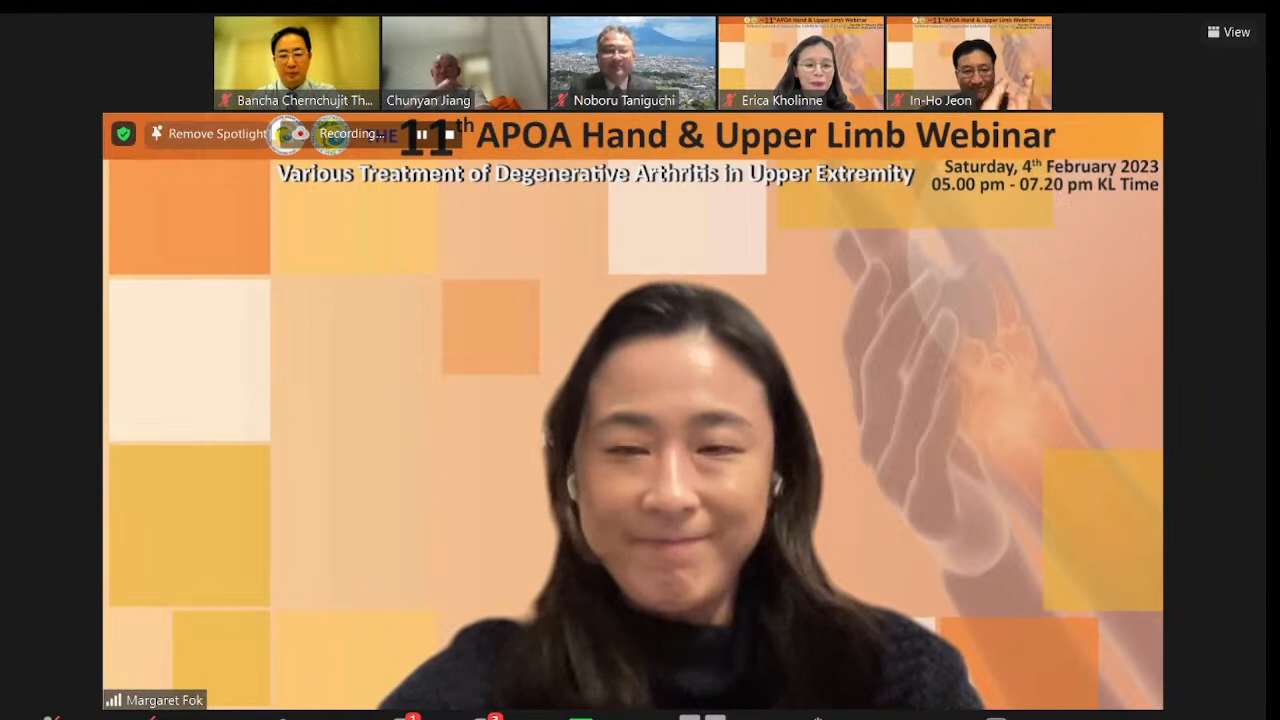 View
Bancha Chernchujit Th...
Chunyan Jiang
Noboru Taniguchi
Erica Kholinne
In-Ho Jeon
Remove Spotlight
Recording...
THE 11th APOA Hand & Upper Limb Webinar
Various Treatment of Degenerative Arthritis in Upper Extremity
Saturday, 4th February 2023
05.00 pm - 07.20 pm KL Time
Margaret Fok